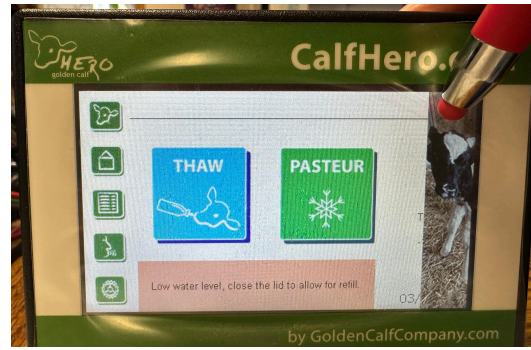 HERO
golden calf
CalfHero.c
THAW
PASTEUR
T
Low water level, close the lid to allow for refill.
03/
by GoldenCalfCompany.com